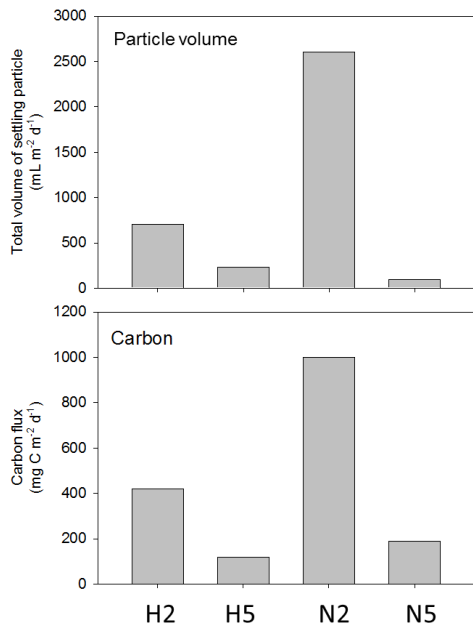 Particle volume
Total volume of settling particle
(mL m⁻² d⁻¹)
3000
2500
2000
1500
1000
500
0
Carbon
Carbon flux
(mg C m⁻² d⁻¹)
1200
1000
800
600
400
200
0
H2 H5 N2 N5